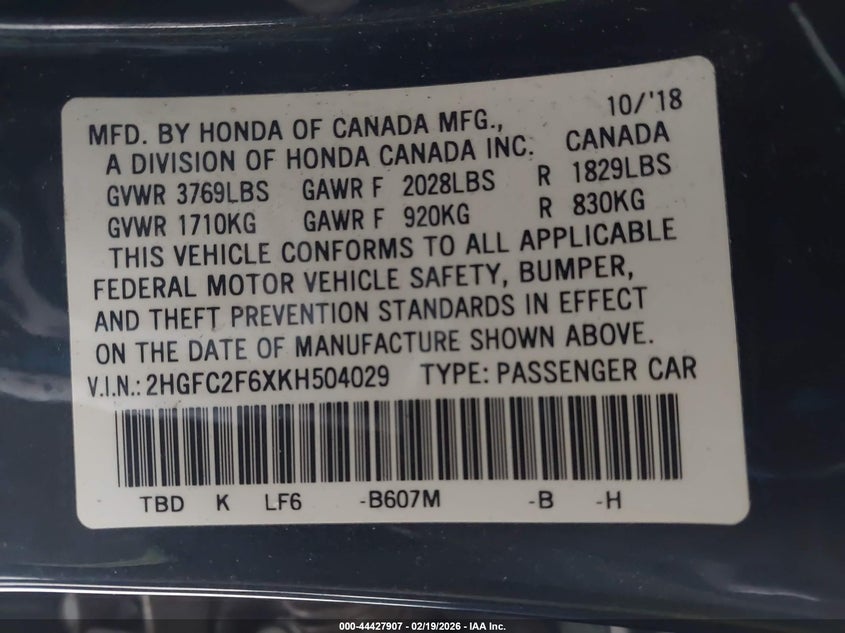 10/'18
MFD. BY HONDA OF CANADA MFG.,
A DIVISION OF HONDA CANADA INC. CANADA
GVWR 3769LBS GAWR F 2028LBS R 1829LBS
GVWR 1710KG GAWR F 920KG R 830KG
THIS VEHICLE CONFORMS TO ALL APPLICABLE
FEDERAL MOTOR VEHICLE SAFETY, BUMPER,
AND THEFT PREVENTION STANDARDS IN EFFECT
ON THE DATE OF MANUFACTURE SHOWN ABOVE.
V.I.N.: 2HGFC2F6XKH504029 TYPE: PASSENGER CAR
TBD K LF6 -B607M -B -H
000-44427907 - 02/19/2026 - IAA Inc.